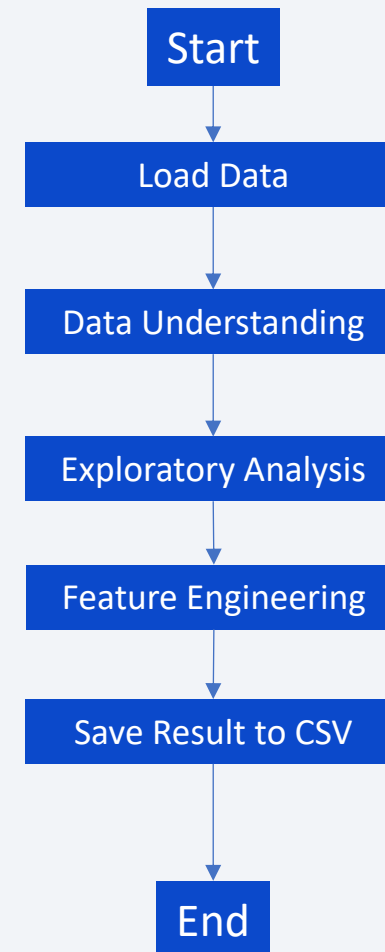 Start
Load Data
Data Understanding
Exploratory Analysis
Feature Engineering
Save Result to CSV
End